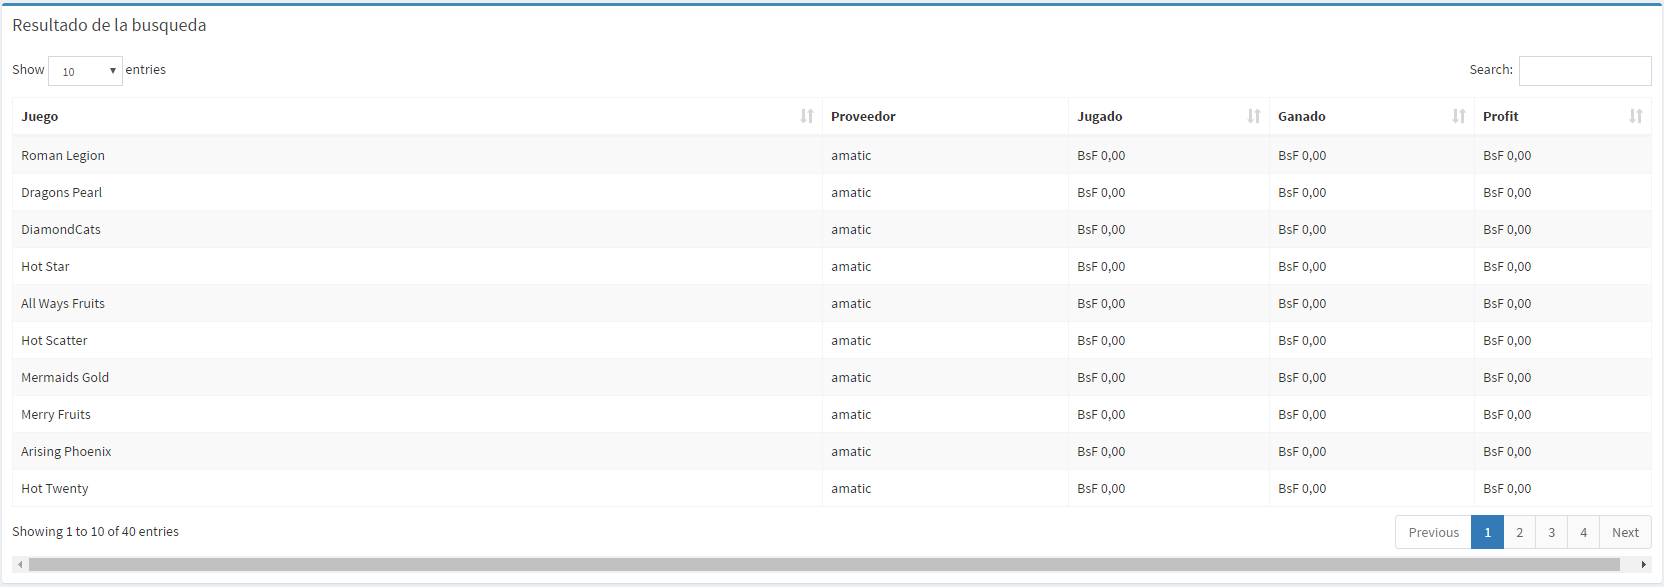 Resultado de la busqueda
Show 10 entries Search:
Juego Proveedor Jugado Ganado Profit
Roman Legion amatic BsF 0,00 BsF 0,00 BsF 0,00
Dragons Pearl amatic BsF 0,00 BsF 0,00 BsF 0,00
DiamondCats amatic BsF 0,00 BsF 0,00 BsF 0,00
Hot Star amatic BsF 0,00 BsF 0,00 BsF 0,00
All Ways Fruits amatic BsF 0,00 BsF 0,00 BsF 0,00
Hot Scatter amatic BsF 0,00 BsF 0,00 BsF 0,00
Mermaids Gold amatic BsF 0,00 BsF 0,00 BsF 0,00
Merry Fruits amatic BsF 0,00 BsF 0,00 BsF 0,00
Arising Phoenix amatic BsF 0,00 BsF 0,00 BsF 0,00
Hot Twenty amatic BsF 0,00 BsF 0,00 BsF 0,00
Showing 1 to 10 of 40 entries Previous 1 2 3 4 Next